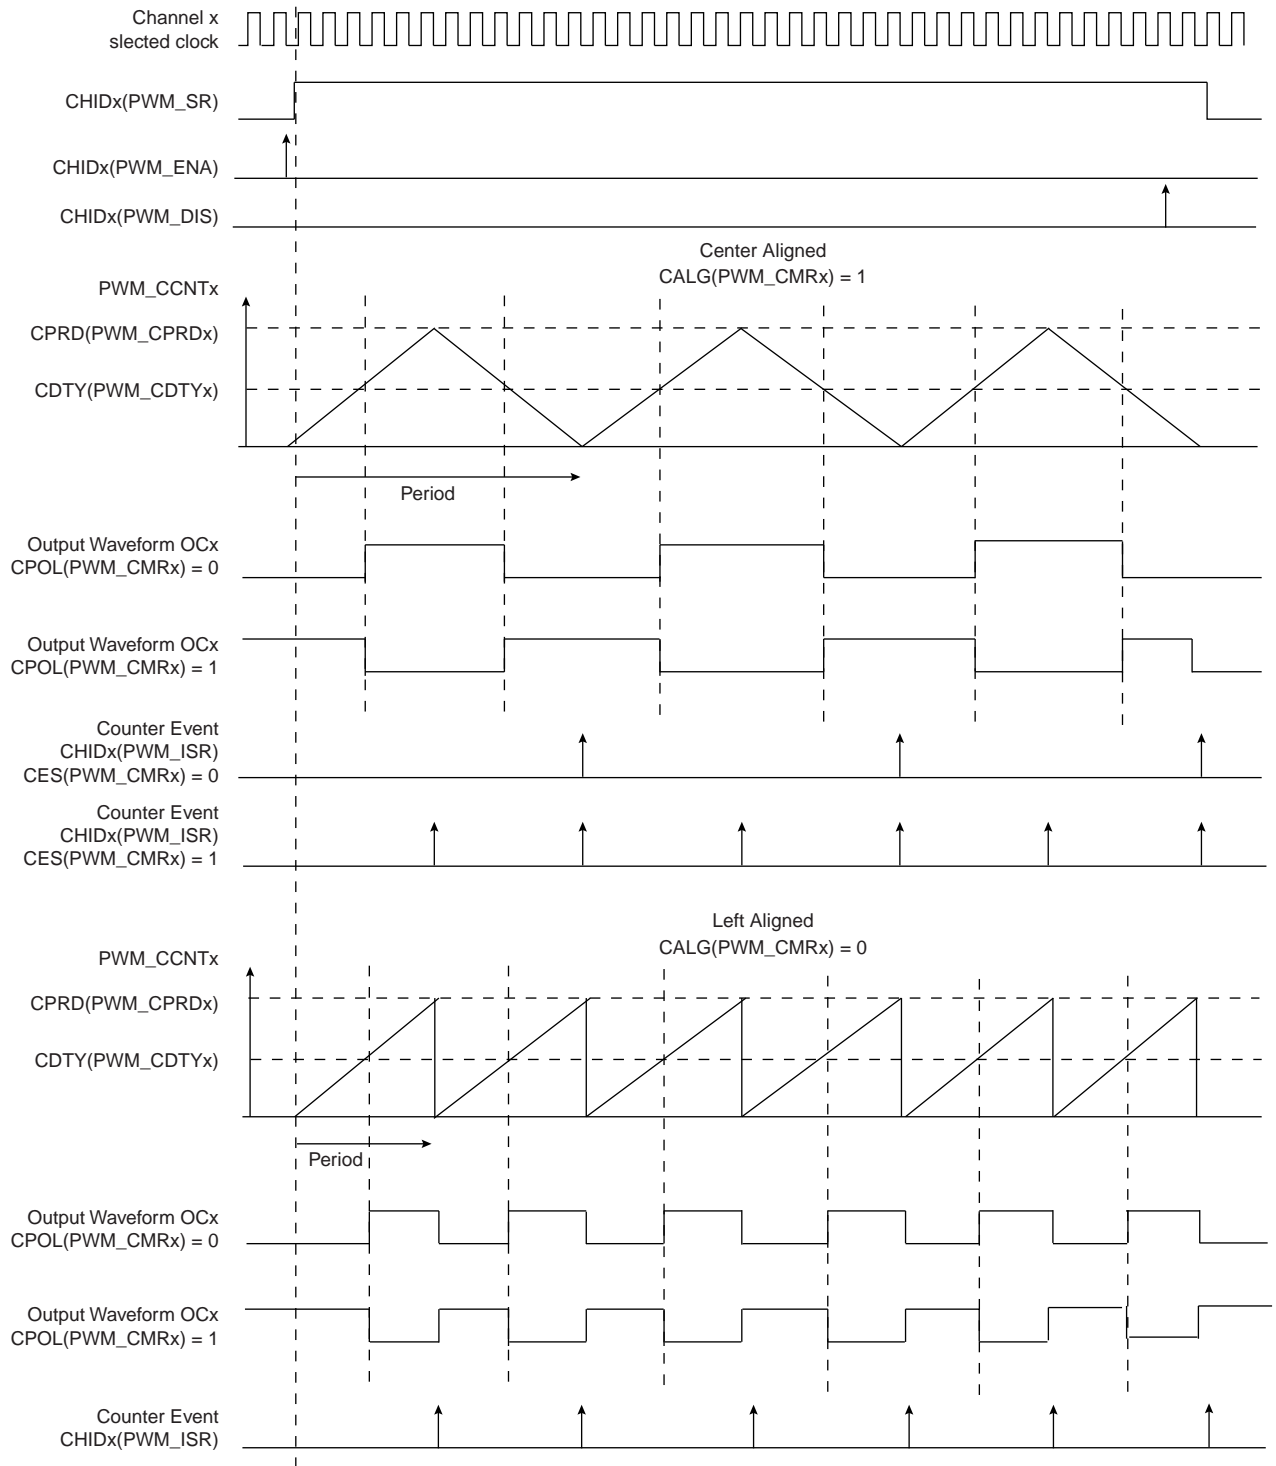 Channel x
slected clock
CHIDx(PWM_SR)
CHIDx(PWM_ENA)
CHIDx(PWM_DIS)
Center Aligned
CALG(PWM_CMRx) = 1
PWM_CCNTx
CPRD(PWM_CPRDx)
CDTY(PWM_CDTYx)
Period
Output Waveform OCx
CPOL(PWM_CMRx) = 0
Output Waveform OCx
CPOL(PWM_CMRx) = 1
Counter Event
CHIDx(PWM_ISR)
CES(PWM_CMRx) = 0
Counter Event
CHIDx(PWM_ISR)
CES(PWM_CMRx) = 1
Left Aligned
CALG(PWM_CMRx) = 0
PWM_CCNTx
CPRD(PWM_CPRDx)
CDTY(PWM_CDTYx)
Period
Output Waveform OCx
CPOL(PWM_CMRx) = 0
Output Waveform OCx
CPOL(PWM_CMRx) = 1
Counter Event
CHIDx(PWM_ISR)